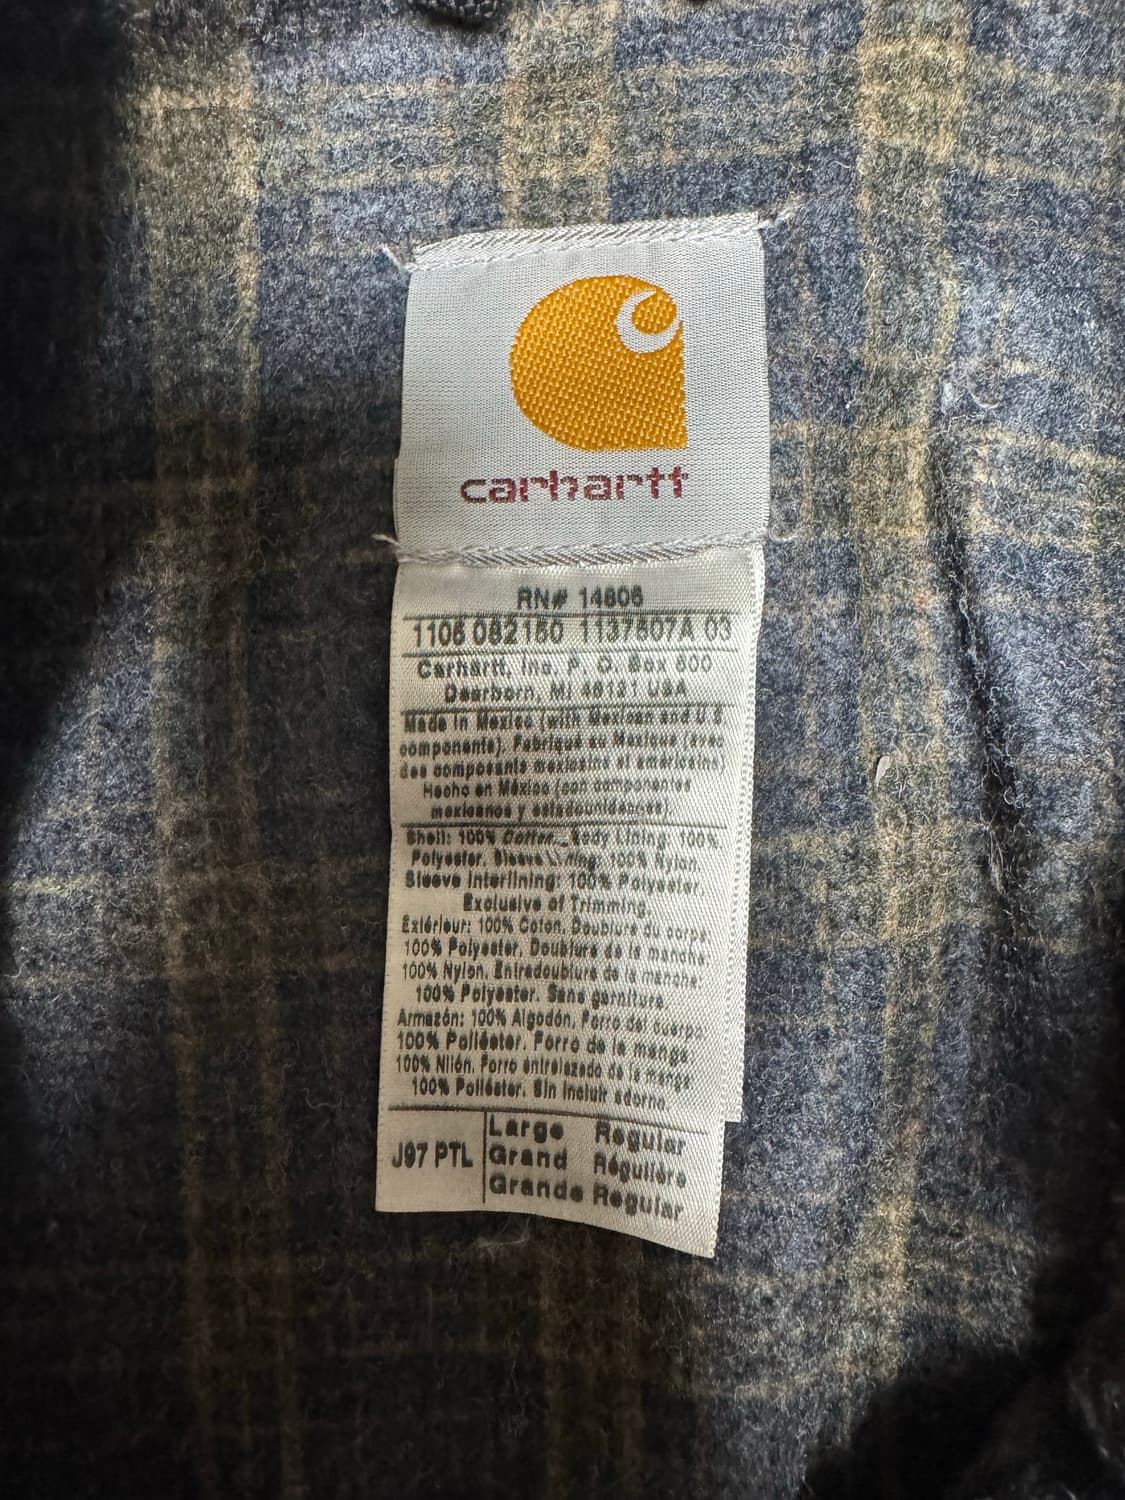 carhartt
RN# 14806
1105 082150 1137507A 03
Carhartt, Inc. P. O. Box 600
Dearborn, MI 48121 USA
Made in Mexico (with Mexican and U.S.
components). Fabriqué au Mexique (avec
des composants mexicains et américains)
Hecho en México (con componentes
mexicanos y estadounidenses).
Shell: 100% Cotton. Body Lining: 100%
Polyester. Sleeve 100% Nylon.
Sleeve Interlining: 100% Polyester.
Exclusive of Trimming.
Extérieur: 100% Coton. Doublure du corps:
100% Polyester. Doublure de la manche
100% Nylon. Entredoublure de la manche:
100% Polyester. Sans garniture.
Armazón: 100% Algodón. Forro del cuerpo:
100% Poliéster. Forro de la manga:
100% Nilón. Forro entrelazado de la manga
100% Poliéster. Sin incluir adorno.
J97 PTL
Large Regular
Grand Régulière
Grande Regular